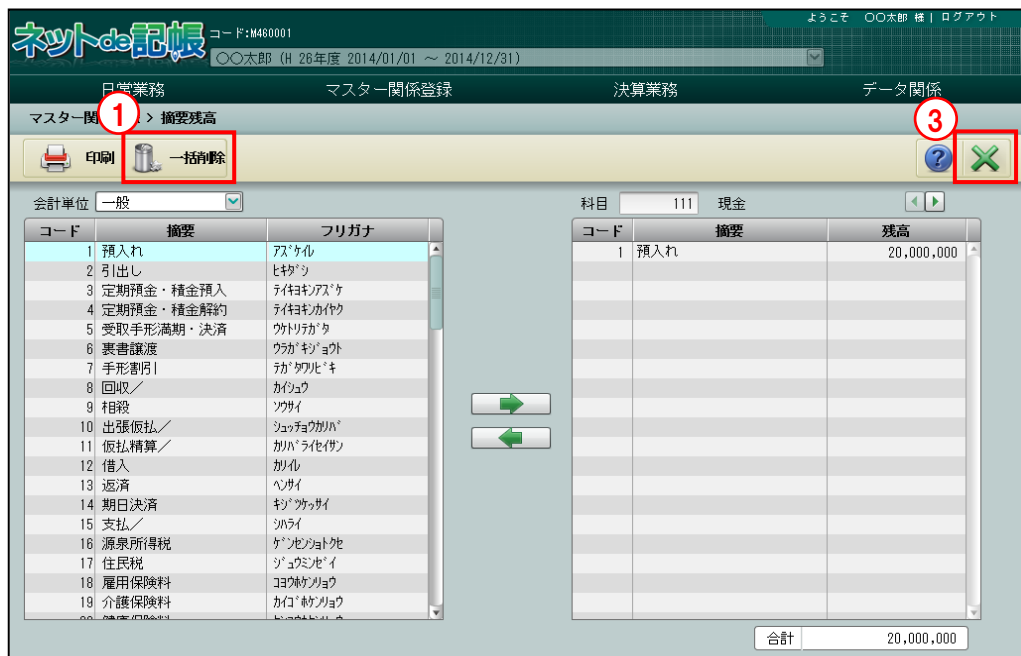 ようこそ ○○太郎 様 | ログアウト
ネットde記帳 コード:M460001
○○太郎 (H 26年度 2014/01/01 ～ 2014/12/31)
日常業務 マスター関係登録 決算業務 データ関係
マスター関 > 摘要残高
① ③
印刷 一括削除 ?
会計単位 一般 科目 111 現金
コード 摘要 フリガナ コード 摘要 残高
1 預入れ ｱｽﾞｹｲﾚ 1 預入れ 20,000,000
2 引出し ﾋｷﾀﾞｼ
3 定期預金・積金預入 ﾃｲｷﾖｷﾝｱｽﾞｹ
4 定期預金・積金解約 ﾃｲｷﾖｷﾝｶｲﾔｸ
5 受取手形満期・決済 ｳｹﾄﾘﾃｶﾞﾀ
6 裏書譲渡 ｳﾗｶﾞｷｼﾞｮｳﾄ
7 手形割引 ﾃｶﾞﾀﾜﾘﾋﾞｷ
8 回収／ ｶｲｼｭｳ
9 相殺 ｿｳｻｲ
10 出張仮払／ ｼｭｯﾁｮｳｶﾘﾊﾞ
11 仮払精算／ ｶﾘﾊﾞﾗｲｾｲｻﾝ
12 借入 ｶﾘｲﾚ
13 返済 ﾍﾝｻｲ
14 期日決済 ｷｼﾞﾂｹｯｻｲ
15 支払／ ｼﾊﾗｲ
16 源泉所得税 ｹﾞﾝｾﾝｼｮﾄｸｾ
17 住民税 ｼﾞｭｳﾐﾝｾﾞｲ
18 雇用保険料 ｺﾖｳﾎｹﾝﾘｮｳ
19 介護保険料 ｶｲｺﾞﾎｹﾝﾘｮｳ
合計 20,000,000